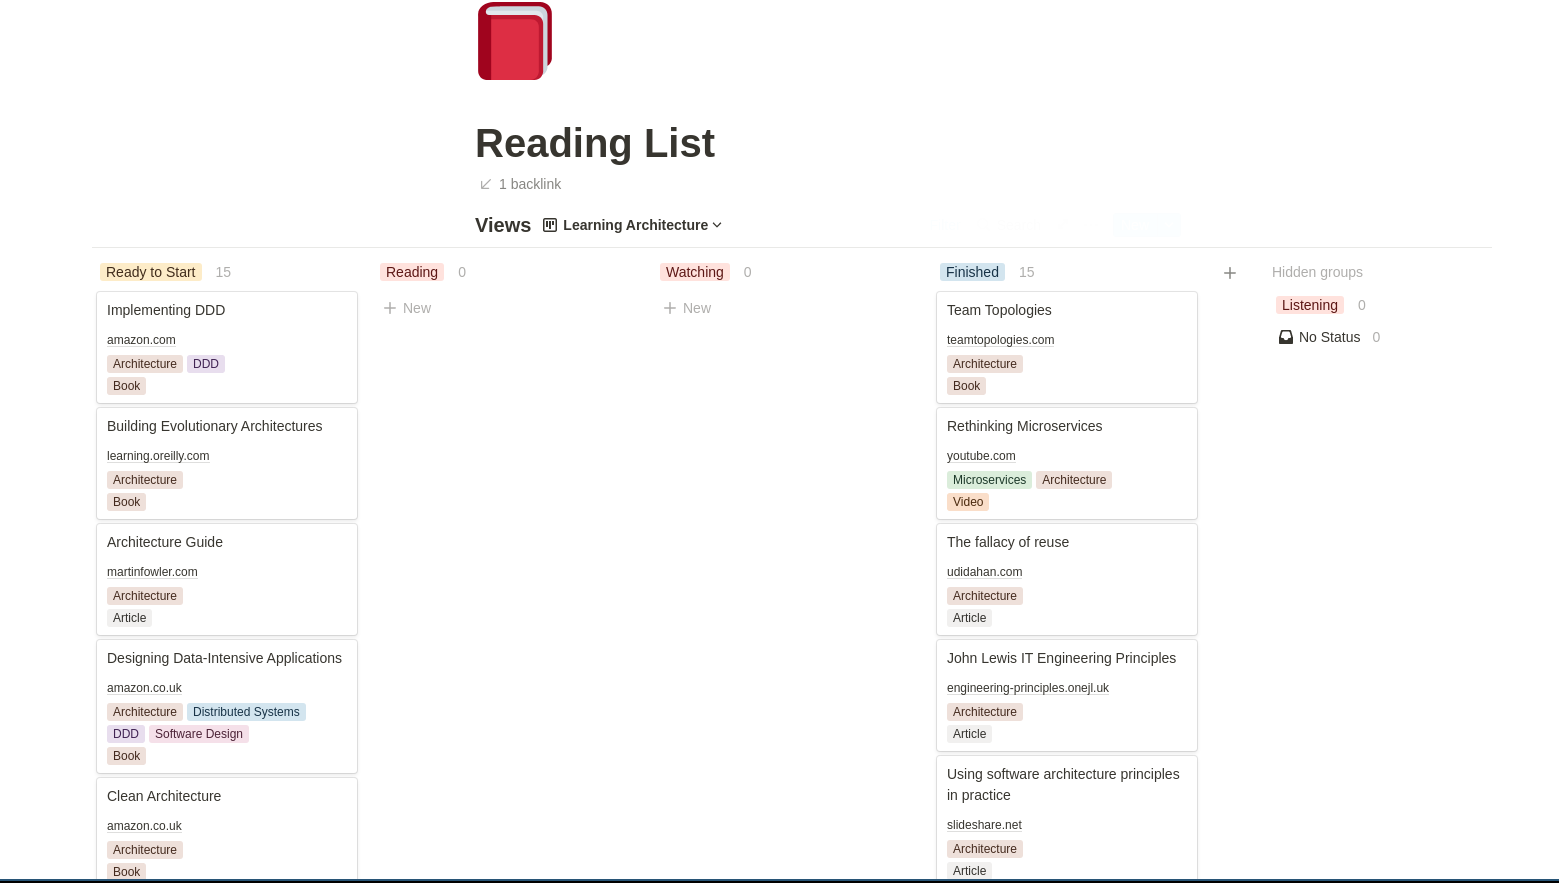 Reading List
1 backlink
Views Learning Architecture
Ready to Start 15
Implementing DDD
amazon.com
Architecture DDD
Book
Building Evolutionary Architectures
learning.oreilly.com
Architecture
Book
Architecture Guide
martinfowler.com
Architecture
Article
Designing Data-Intensive Applications
amazon.co.uk
Architecture Distributed Systems
DDD Software Design
Book
Clean Architecture
amazon.co.uk
Architecture
Book
Reading 0
+ New
Watching 0
+ New
Finished 15
Team Topologies
teamtopologies.com
Architecture
Book
Rethinking Microservices
youtube.com
Microservices Architecture
Video
The fallacy of reuse
udidahan.com
Architecture
Article
John Lewis IT Engineering Principles
engineering-principles.onejl.uk
Architecture
Article
Using software architecture principles
in practice
slideshare.net
Architecture
Article
+
Hidden groups
Listening 0
No Status 0